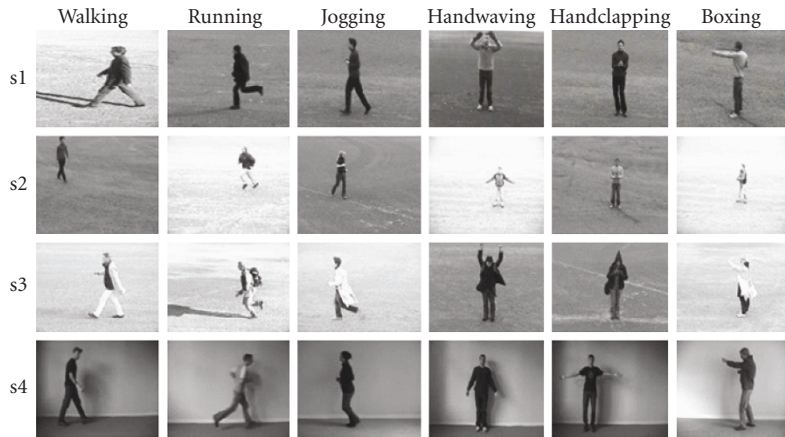 Walking Running Jogging Handwaving Handclapping Boxing
s1
s2
s3
s4